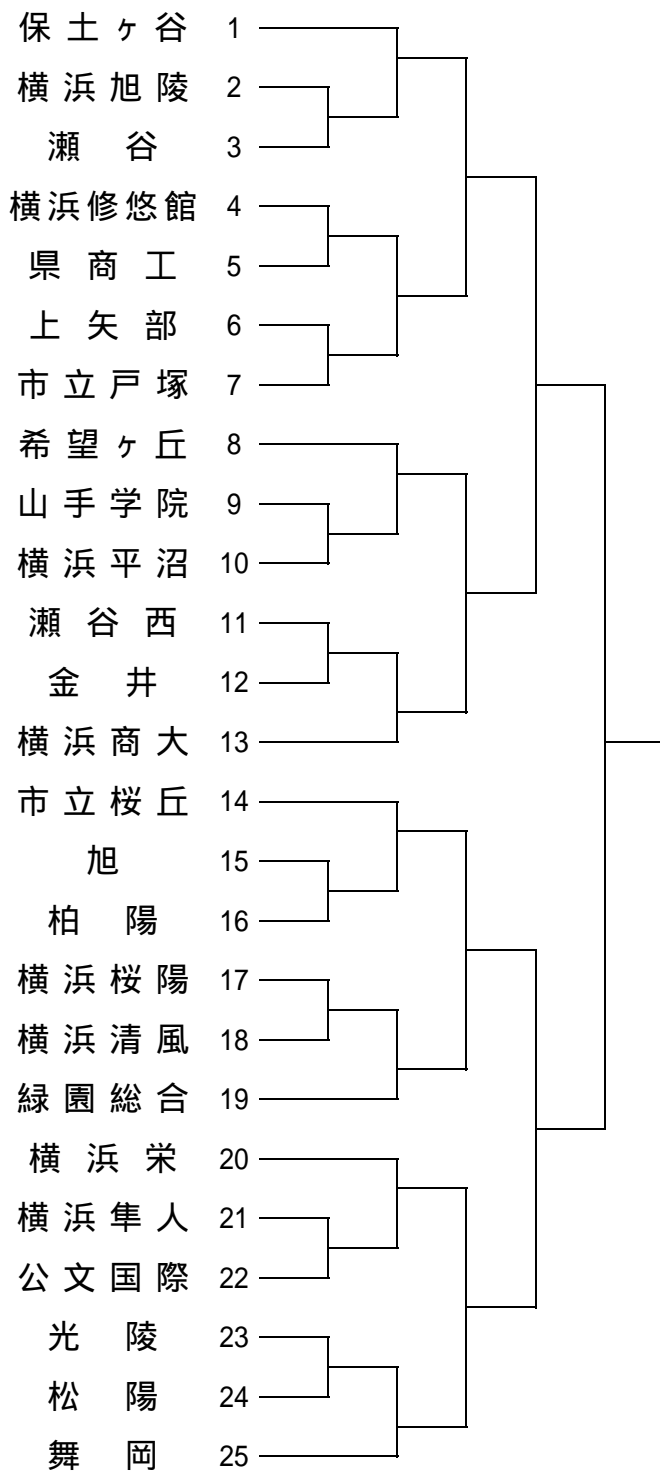 保土ヶ谷 1
横浜旭陵 2
瀬谷 3
横浜修悠館 4
県商工 5
上矢部 6
市立戸塚 7
希望ヶ丘 8
山手学院 9
横浜平沼 10
瀬谷西 11
金井 12
横浜商大 13
市立桜丘 14
旭 15
柏陽 16
横浜桜陽 17
横浜清風 18
緑園総合 19
横浜栄 20
横浜隼人 21
公文国際 22
光陵 23
松陽 24
舞岡 25